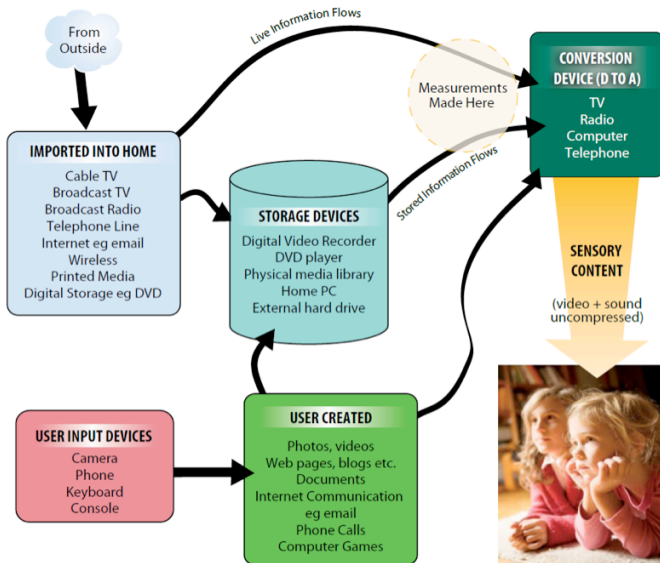 From
Outside
Live Information Flows
Measurements
Made Here
CONVERSION
DEVICE (D TO A)
TV
Radio
Computer
Telephone
IMPORTED INTO HOME
Cable TV
Broadcast TV
Broadcast Radio
Telephone Line
Internet eg email
Wireless
Printed Media
Digital Storage eg DVD
STORAGE DEVICES
Digital Video Recorder
DVD player
Physical media library
Home PC
External hard drive
Stored Information Flows
SENSORY
CONTENT
(video + sound
uncompressed)
USER INPUT DEVICES
Camera
Phone
Keyboard
Console
USER CREATED
Photos, videos
Web pages, blogs etc.
Documents
Internet Communication
eg email
Phone Calls
Computer Games